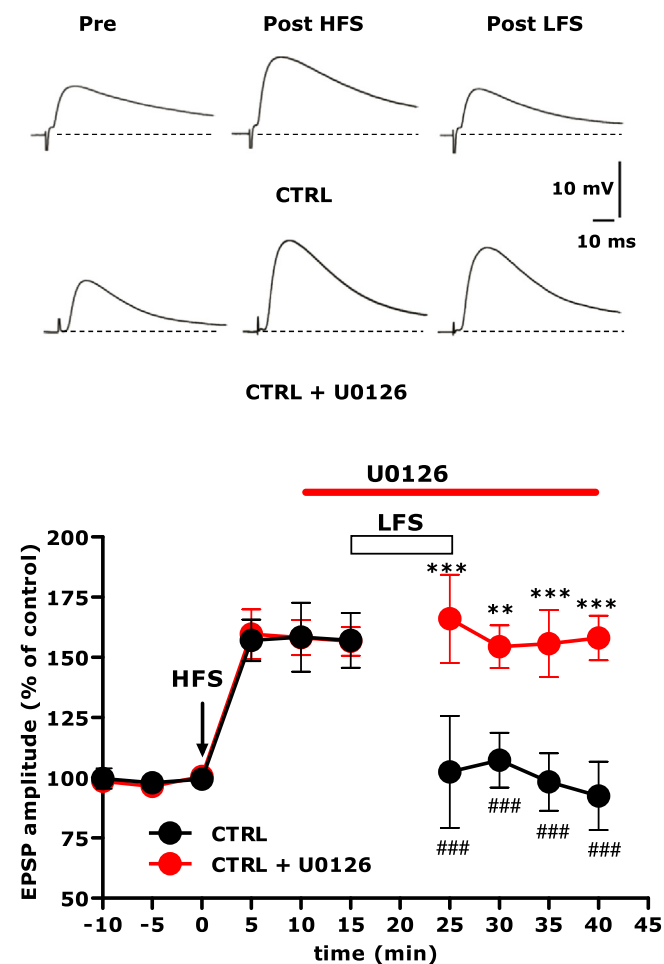 Pre Post HFS Post LFS
10 mV
CTRL
10 ms
CTRL + U0126
U0126
LFS
200
***
***
***
**
175
HFS
150
125
100
CTRL
###
###
75
###
###
CTRL + U0126
50
-10 -5 0 5 10 15 20 25 30 35 40 45
time (min)
EPSP amplitude (% of control)